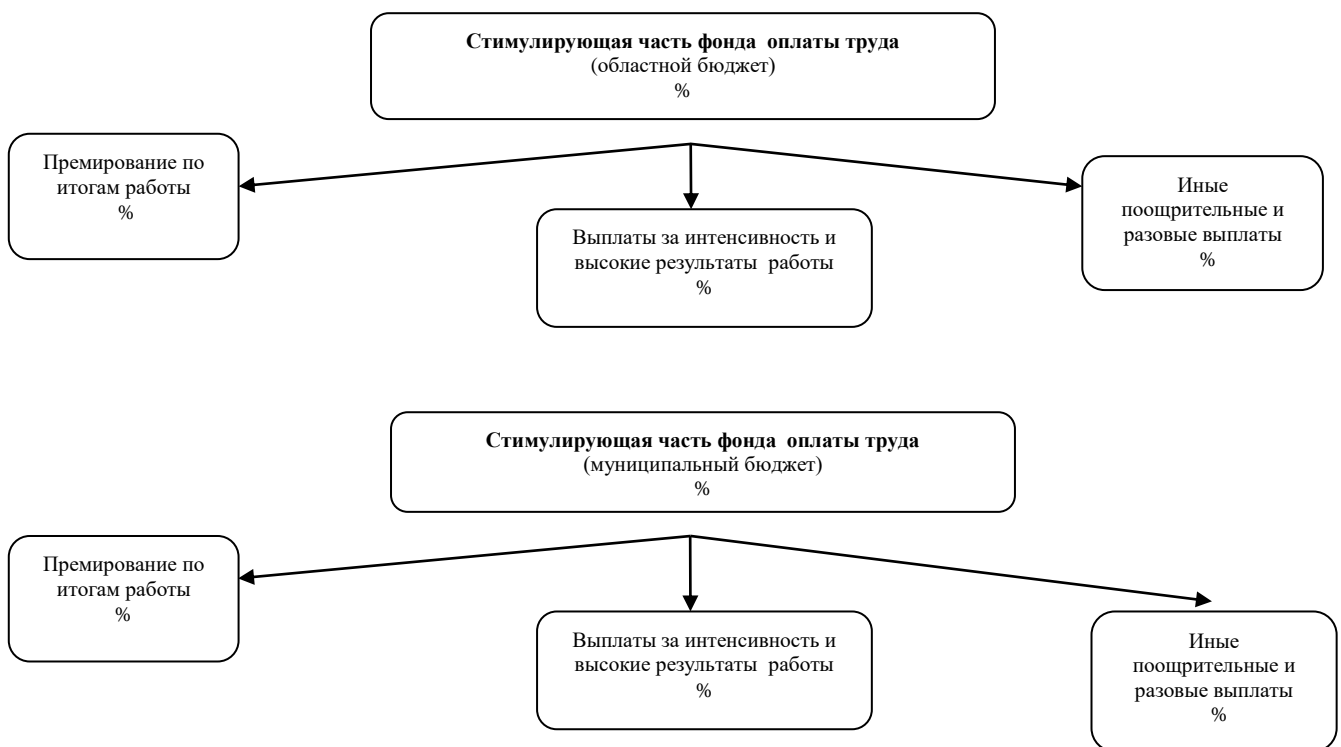 Стимулирующая часть фонда оплаты труда
(областной бюджет)
%
Премирование по
итогам работы
%
Выплаты за интенсивность и
высокие результаты работы
%
Иные
поощрительные и
разовые выплаты
%
Стимулирующая часть фонда оплаты труда
(муниципальный бюджет)
%
Премирование по
итогам работы
%
Выплаты за интенсивность и
высокие результаты работы
%
Иные
поощрительные и
разовые выплаты
%